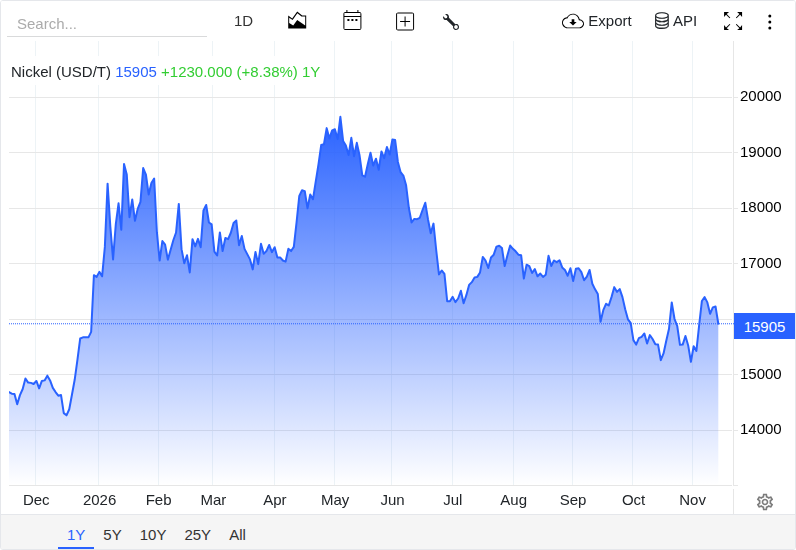 Search... 1D Export API
Nickel (USD/T) 15905 +1230.000 (+8.38%) 1Y
20000
19000
18000
17000
15905
15000
14000
Dec 2026 Feb Mar Apr May Jun Jul Aug Sep Oct Nov
1Y 5Y 10Y 25Y All